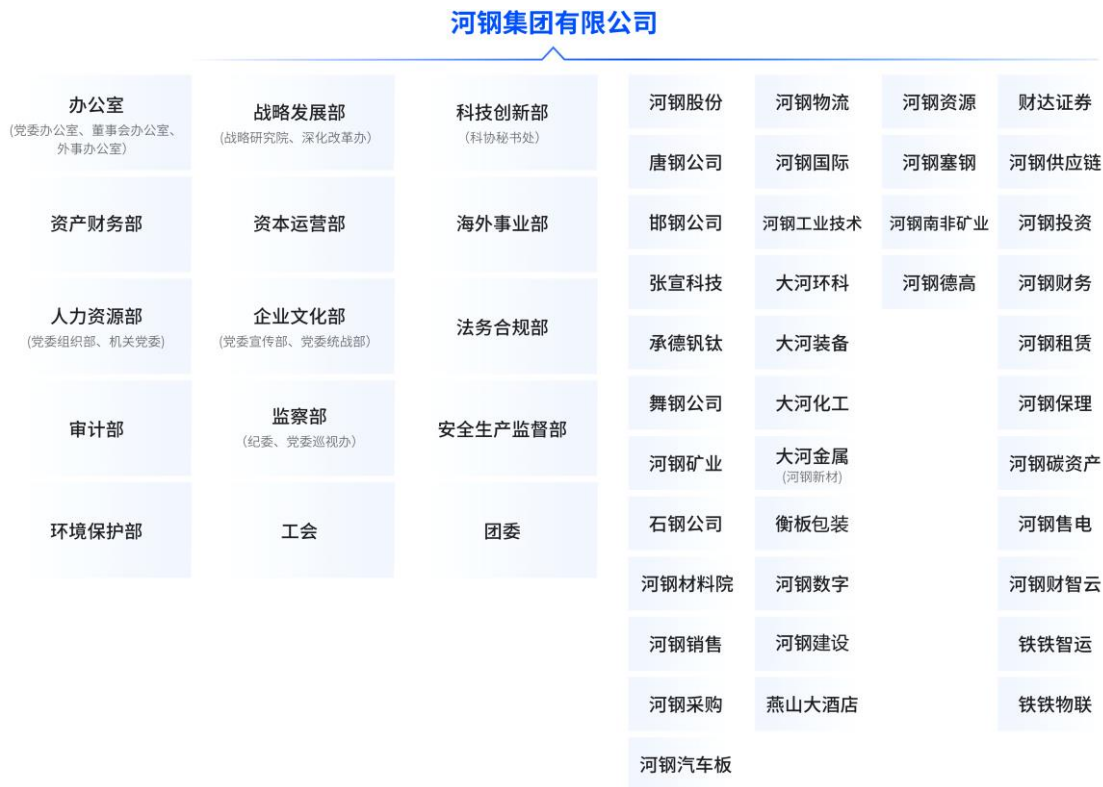 河钢集团有限公司
办公室
(党委办公室、董事会办公室、
外事办公室）
战略发展部
(战略研究院、深化改革办）
科技创新部
（科协秘书处）
资产财务部
资本运营部
海外事业部
人力资源部
(党委组织部、机关党委)
企业文化部
(党委宣传部、党委统战部）
法务合规部
审计部
监察部
（纪委、党委巡视办）
安全生产监督部
环境保护部
工会
团委
河钢股份
唐钢公司
邯钢公司
张宣科技
承德钒钛
舞钢公司
河钢矿业
石钢公司
河钢材料院
河钢销售
河钢采购
河钢汽车板
河钢物流
河钢国际
河钢工业技术
大河环科
大河装备
大河化工
大河金属
(河钢新材)
衡板包装
河钢数字
河钢建设
燕山大酒店
河钢资源
河钢塞钢
河钢南非矿业
河钢德高
财达证券
河钢供应链
河钢投资
河钢财务
河钢租赁
河钢保理
河钢碳资产
河钢售电
河钢财智云
铁铁智运
铁铁物联